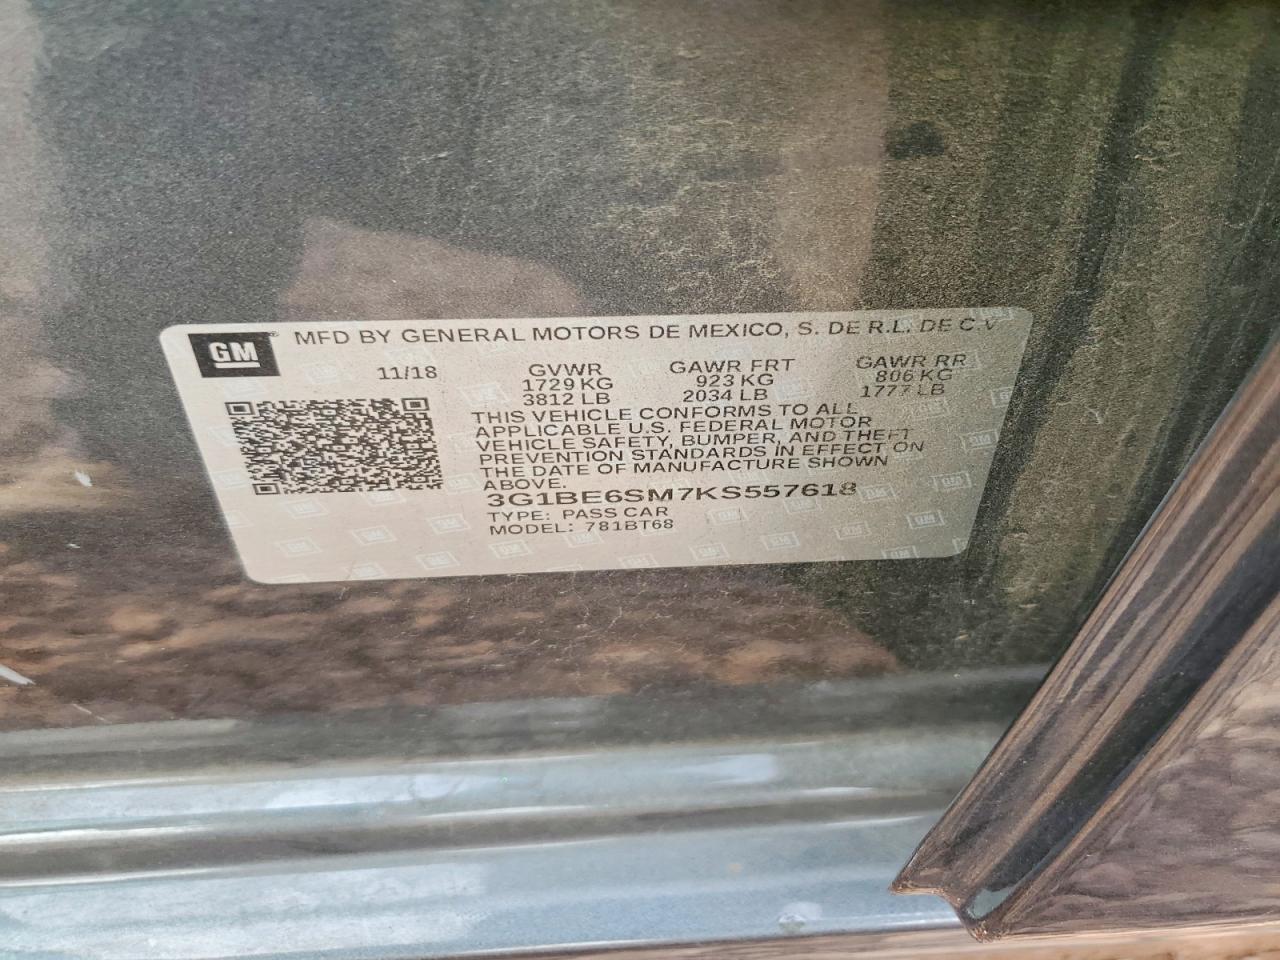 GM
MFD BY GENERAL MOTORS DE MEXICO, S. DE R.L. DE C.V
11/18 GVWR GAWR FRT GAWR RR
1729 KG 923 KG 806 KG
3812 LB 2034 LB 1777 LB
THIS VEHICLE CONFORMS TO ALL
APPLICABLE U.S. FEDERAL MOTOR
VEHICLE SAFETY, BUMPER, AND THEFT
PREVENTION STANDARDS IN EFFECT ON
THE DATE OF MANUFACTURE SHOWN
ABOVE.
3G1BE6SM7KS557618
TYPE: PASS CAR
MODEL: 781BT68